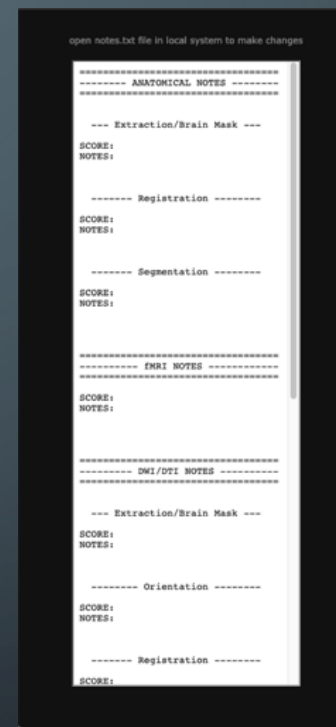 open notes.txt file in local system to make changes
==================================
-------- ANATOMICAL NOTES --------
==================================
--- Extraction/Brain Mask ---
SCORE:
NOTES:
------- Registration --------
SCORE:
NOTES:
------- Segmentation --------
SCORE:
NOTES:
==================================
---------- fMRI NOTES ------------
==================================
SCORE:
NOTES:
==================================
--------- DWI/DTI NOTES ----------
==================================
--- Extraction/Brain Mask ---
SCORE:
NOTES:
-------- Orientation --------
SCORE:
NOTES:
------- Registration --------
SCORE: